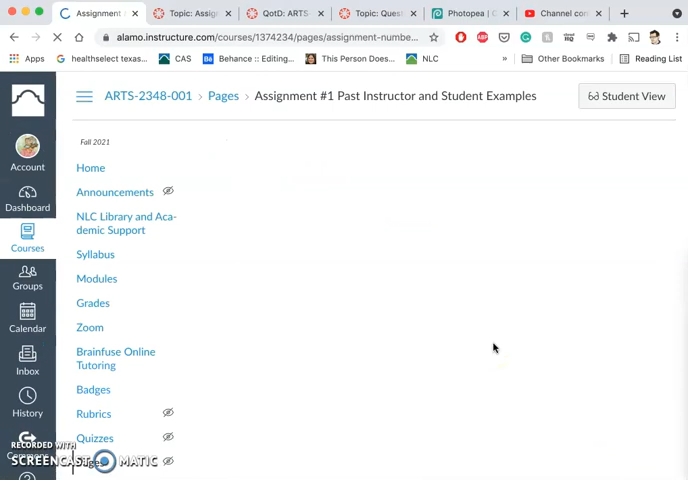 Assignment
Topic: Assig
QotD: ARTS-
Topic: Quest
Photopea | G
Channel con
alamo.instructure.com/courses/1374234/pages/assignment-numbe...
Apps
healthselect texas...
CAS
Behance :: Editing...
This Person Does...
NLC
»
Other Bookmarks
Reading List
ARTS-2348-001 > Pages > Assignment #1 Past Instructor and Student Examples
Student View
Fall 2021
Account
Dashboard
Courses
Groups
Calendar
Inbox
History
Home
Announcements
NLC Library and Aca-
demic Support
Syllabus
Modules
Grades
Zoom
Brainfuse Online
Tutoring
Badges
Rubrics
Quizzes
Pages
RECORDED WITH
SCREENCAST MATIC